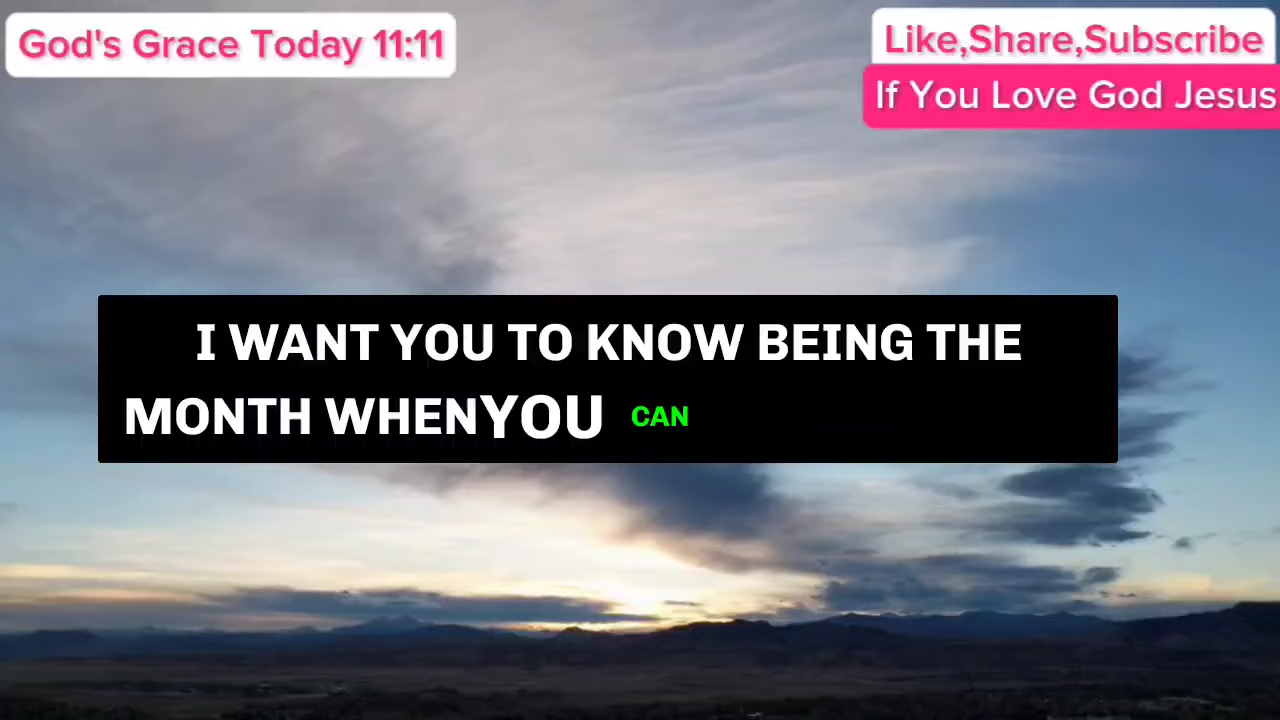 God's Grace Today 11:11
Like,Share,Subscribe
If You Love God Jesus
I WANT YOU TO KNOW BEING THE
MONTH WHENYOU CAN